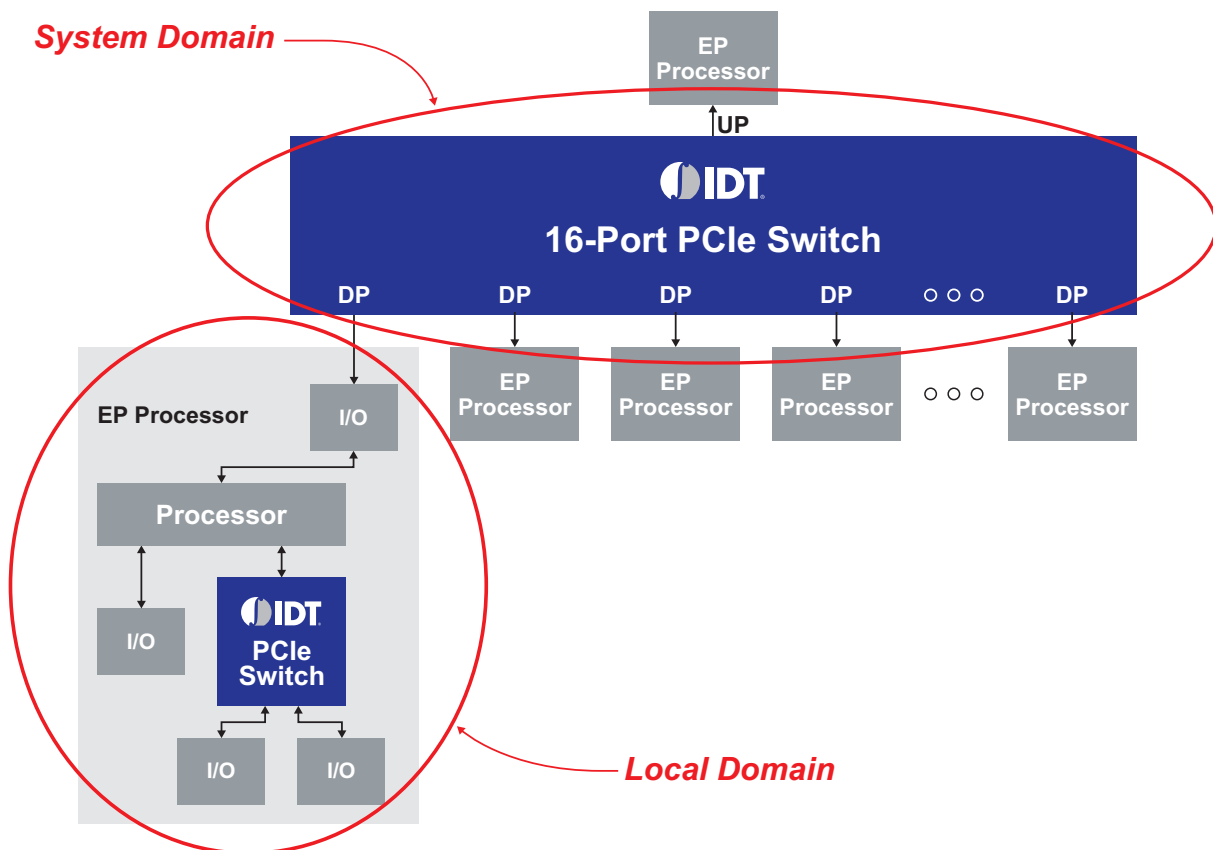 System Domain
EP
Processor
UP
IDT
16-Port PCIe Switch
DP
DP
DP
DP
DP
EP Processor
I/O
EP
Processor
EP
Processor
EP
Processor
EP
Processor
Processor
I/O
IDT
PCIe
Switch
I/O
I/O
Local Domain